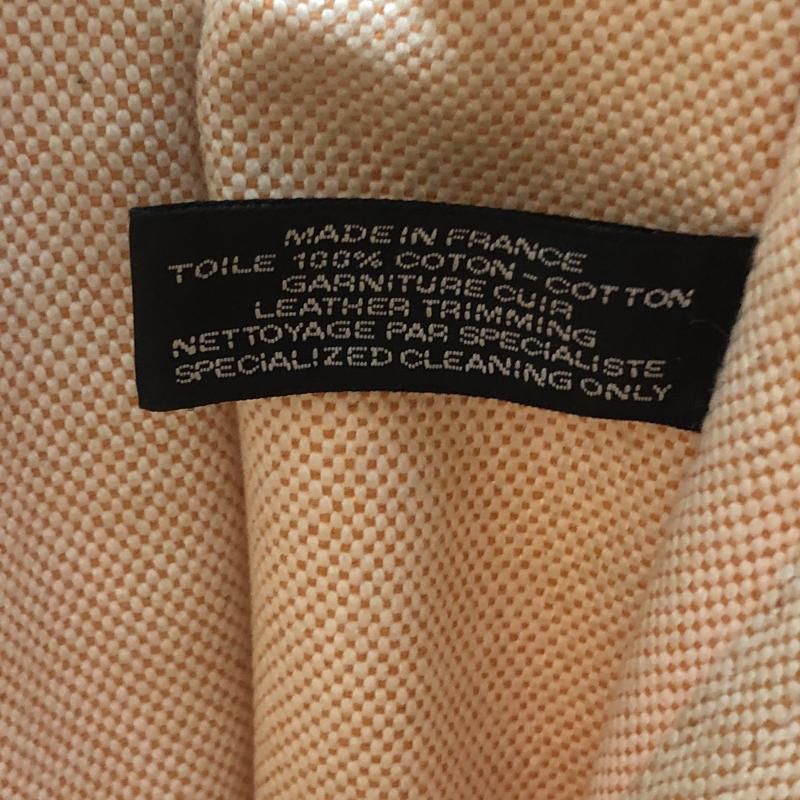 MADE IN FRANCE
TOILE 100% COTON - COTTON
GARNITURE CUIR
LEATHER TRIMMING
NETTOYAGE PAR SPECIALISTE
SPECIALIZED CLEANING ONLY